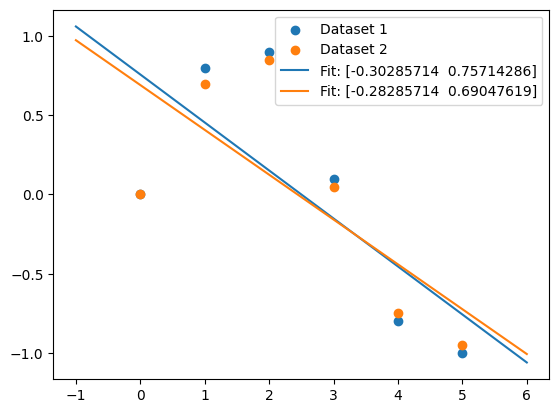 Dataset 1
Dataset 2
Fit: [-0.30285714  0.75714286]
Fit: [-0.28285714  0.69047619]
1.0
0.5
0.0
−0.5
−1.0
−1 0 1 2 3 4 5 6